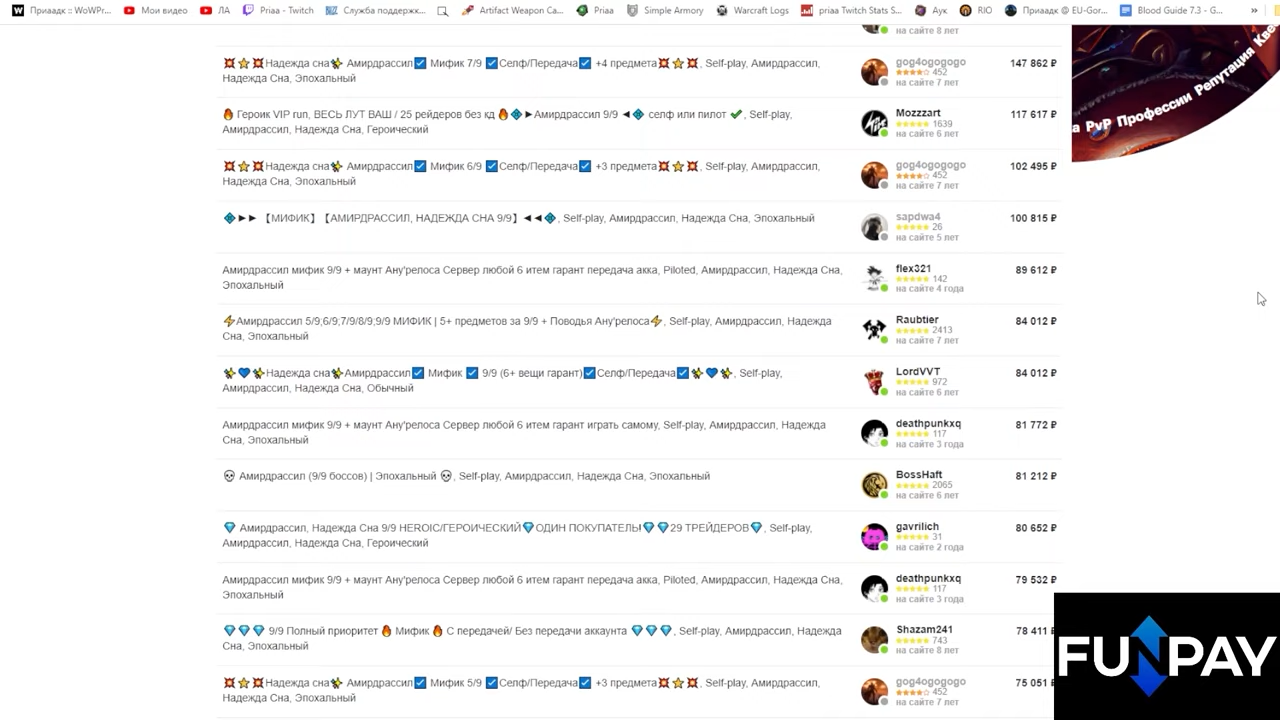 Приаадк :: WoWPr...
Мои видео
ЛА
Priaa - Twitch
Служба поддержк...
Artifact Weapon Ca...
Priaa
Simple Armory
Warcraft Logs
priaa Twitch Stats S...
Аук
RIO
Приаадк @ EU-Gor...
Blood Guide 7.3 - G...
»
на сайте 8 лет
Надежда сна Амирдрассил Мифик 7/9 Селф/Передача +4 предмета, Self-play, Амирдрассил,
Надежда Сна, Эпохальный
gog4ogogogo
452
на сайте 7 лет
147 862 ₽
Героик VIP run, ВЕСЬ ЛУТ ВАШ / 25 рейдеров без кд ►Амирдрассил 9/9 ◄ селф или пилот ✔, Self-play,
Амирдрассил, Надежда Сна, Героический
Mozzzart
1639
на сайте 6 лет
117 617 ₽
Надежда сна Амирдрассил Мифик 6/9 Селф/Передача +3 предмета, Self-play, Амирдрассил,
Надежда Сна, Эпохальный
gog4ogogogo
452
на сайте 7 лет
102 495 ₽
►►【МИФИК】【АМИРДРАССИЛ, НАДЕЖДА СНА 9/9】◄◄, Self-play, Амирдрассил, Надежда Сна, Эпохальный
sapdwa4
26
на сайте 5 лет
100 815 ₽
Амирдрассил мифик 9/9 + маунт Ану'релоса Сервер любой 6 итем гарант передача акка, Piloted, Амирдрассил, Надежда Сна,
Эпохальный
flex321
142
на сайте 4 года
89 612 ₽
Амирдрассил 5/9;6/9;7/9/8/9;9/9 МИФИК | 5+ предметов за 9/9 + Поводья Ану'релоса, Self-play, Амирдрассил, Надежда
Сна, Эпохальный
Raubtier
2413
на сайте 7 лет
84 012 ₽
Надежда сна Амирдрассил Мифик 9/9 (6+ вещи гарант) Селф/Передача, Self-play,
Амирдрассил, Надежда Сна, Обычный
LordVVT
972
на сайте 6 лет
84 012 ₽
Амирдрассил мифик 9/9 + маунт Ану'релоса Сервер любой 6 итем гарант играть самому, Self-play, Амирдрассил, Надежда
Сна, Эпохальный
deathpunkxq
117
на сайте 3 года
81 772 ₽
Амирдрассил (9/9 боссов) | Эпохальный , Self-play, Амирдрассил, Надежда Сна, Эпохальный
BossHaft
2065
на сайте 6 лет
81 212 ₽
Амирдрассил, Надежда Сна 9/9 HEROIC/ГЕРОИЧЕСКИЙ ОДИН ПОКУПАТЕЛЬ! 29 ТРЕЙДЕРОВ, Self-play,
Амирдрассил, Надежда Сна, Героический
gavrilich
31
на сайте 2 года
80 652 ₽
Амирдрассил мифик 9/9 + маунт Ану'релоса Сервер любой 6 итем гарант передача акка, Piloted, Амирдрассил, Надежда Сна,
Эпохальный
deathpunkxq
117
на сайте 3 года
79 532 ₽
9/9 Полный приоритет Мифик С передачей/ Без передачи аккаунта , Self-play, Амирдрассил, Надежда
Сна, Эпохальный
Shazam241
743
на сайте 8 лет
78 411 ₽
Надежда сна Амирдрассил Мифик 5/9 Селф/Передача +3 предмета, Self-play, Амирдрассил,
Надежда Сна, Эпохальный
gog4ogogogo
452
на сайте 7 лет
75 051 ₽
а PvP Профессии Репутация Кве
FUNPAY